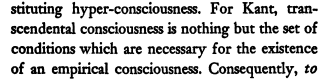 stituting hyper-consciousness. For Kant, tran-
scendental consciousness is nothing but the set of
conditions which are necessary for the existence
of an empirical consciousness. Consequently, to